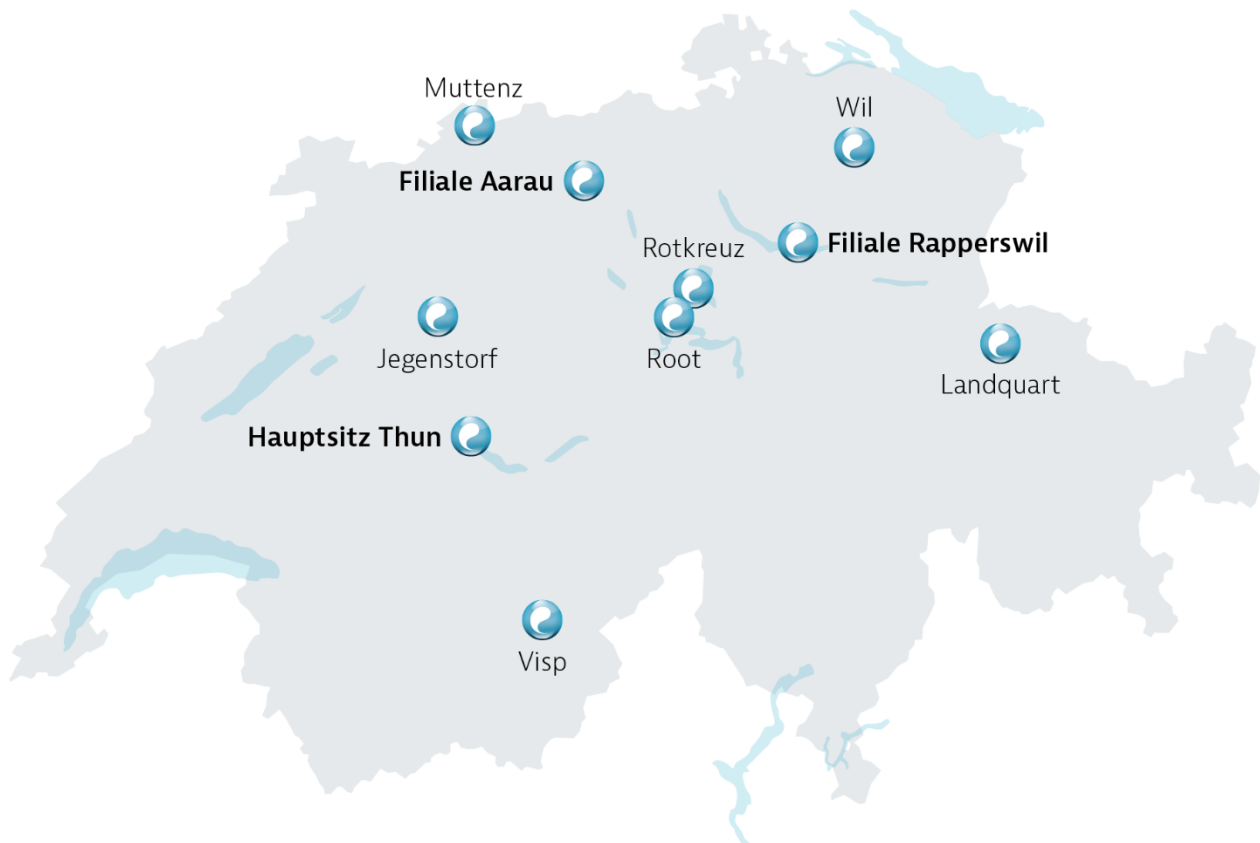 Muttenz
Wil
Filiale Aarau
Filiale Rapperswil
Rotkreuz
Jegenstorf
Root
Landquart
Hauptsitz Thun
Visp